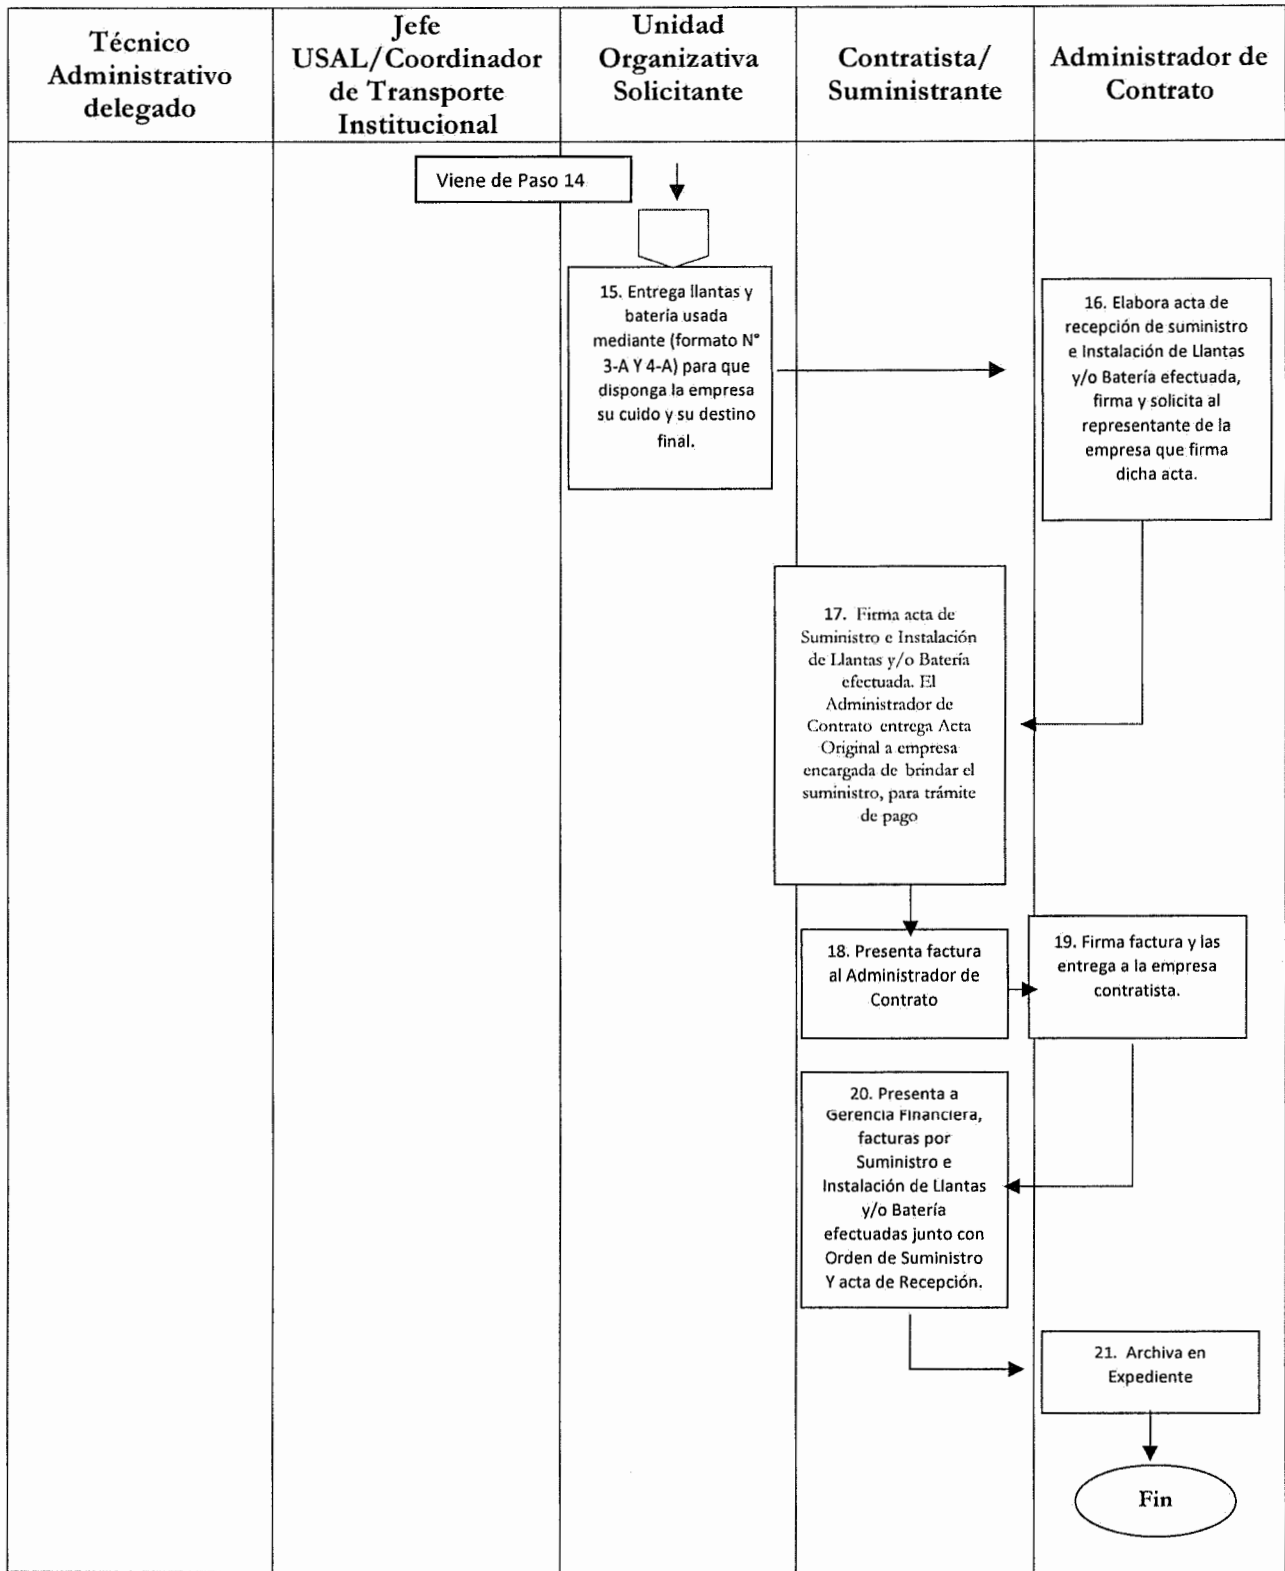 Técnico
Administrativo
delegado
Jefe
USAL/Coordinador
de Transporte
Institucional
Unidad
Organizativa
Solicitante
Contratista/
Suministrante
Administrador de
Contrato
Viene de Paso 14
15. Entrega llantas y
batería usada
mediante (formato N°
3-A Y 4-A) para que
disponga la empresa
su cuido y su destino
final.
16. Elabora acta de
recepción de suministro
e Instalación de Llantas
y/o Batería efectuada,
firma y solicita al
representante de la
empresa que firma
dicha acta.
17. Firma acta de
Suministro e Instalación
de Llantas y/o Batería
efectuada. El
Administrador de
Contrato entrega Acta
Original a empresa
encargada de brindar el
suministro, para trámite
de pago
18. Presenta factura
al Administrador de
Contrato
19. Firma factura y las
entrega a la empresa
contratista.
20. Presenta a
Gerencia Financiera,
facturas por
Suministro e
Instalación de Llantas
y/o Batería
efectuadas junto con
Orden de Suministro
Y acta de Recepción.
21. Archiva en
Expediente
Fin